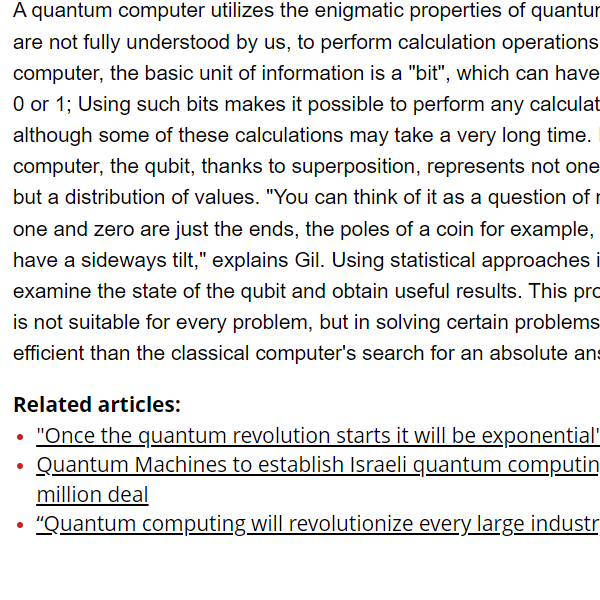 A quantum computer utilizes the enigmatic properties of
are not fully understood by us, to perform calculation operations
computer, the basic unit of information is a "bit", which can have
0 or 1; Using such bits makes it possible to perform any
although some of these calculations may take a very long time.
computer, the qubit, thanks to superposition, represents not one
but a distribution of values. "You can think of it as a question of
one and zero are just the ends, the poles of a coin for example,
have a sideways tilt," explains Gil. Using statistical approaches
examine the state of the qubit and obtain useful results. This
is not suitable for every problem, but in solving certain problems
efficient than the classical computer's search for an absolute
Related articles:
"Once the quantum revolution starts it will be exponential"
Quantum Machines to establish Israeli quantum
million deal
“Quantum computing will revolutionize every large